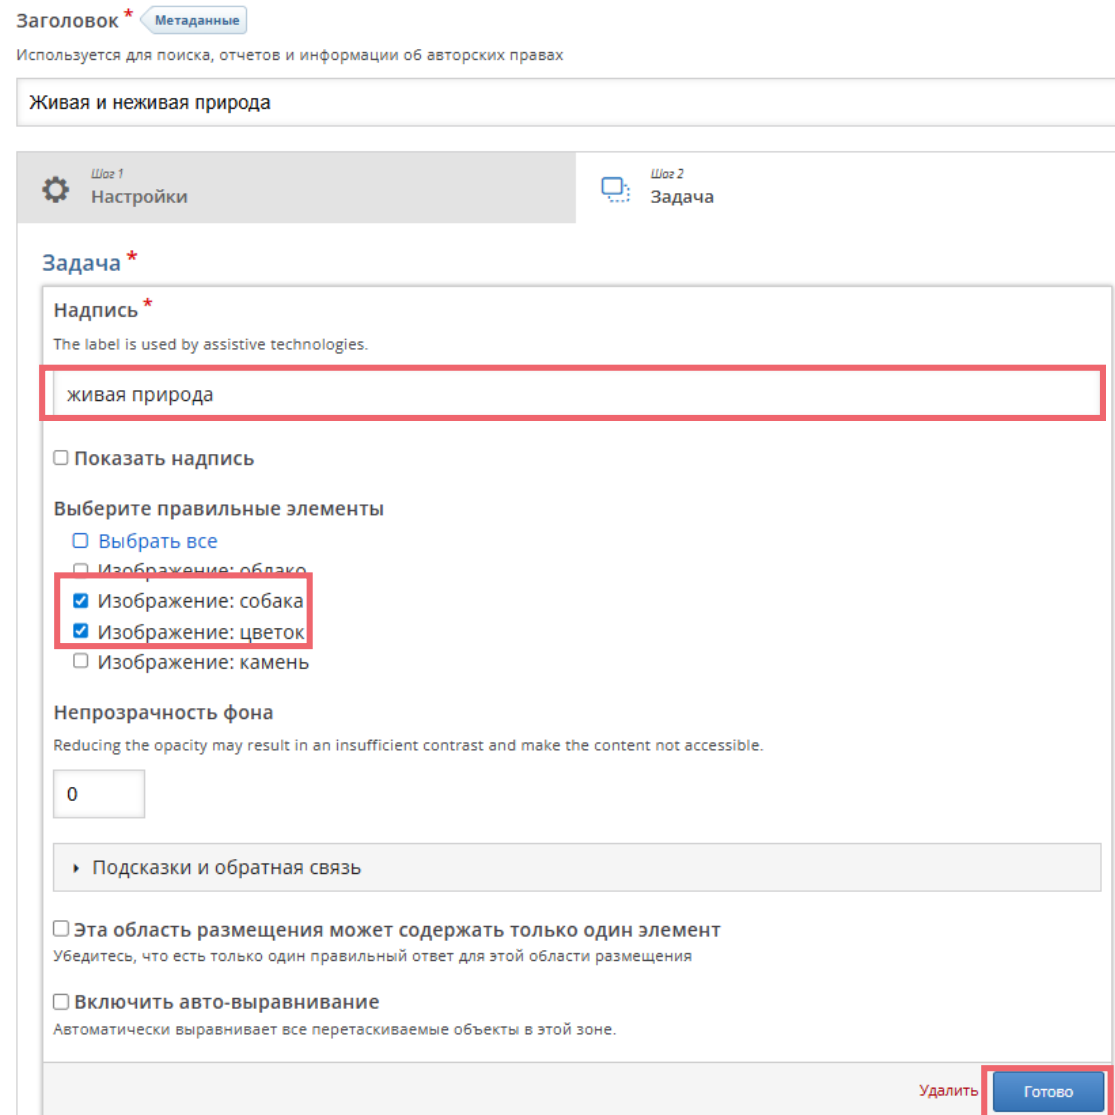 Заголовок * Метаданные
Используется для поиска, отчетов и информации об авторских правах
Живая и неживая природа
Шаг 1
Настройки
Шаг 2
Задача
Задача *
Надпись *
The label is used by assistive technologies.
живая природа
Показать надпись
Выберите правильные элементы
Выбрать все
Изображение: облако
Изображение: собака
Изображение: цветок
Изображение: камень
Непрозрачность фона
Reducing the opacity may result in an insufficient contrast and make the content not accessible.
0
Подсказки и обратная связь
Эта область размещения может содержать только один элемент
Убедитесь, что есть только один правильный ответ для этой области размещения
Включить авто-выравнивание
Автоматически выравнивает все перетаскиваемые объекты в этой зоне.
Удалить Готово